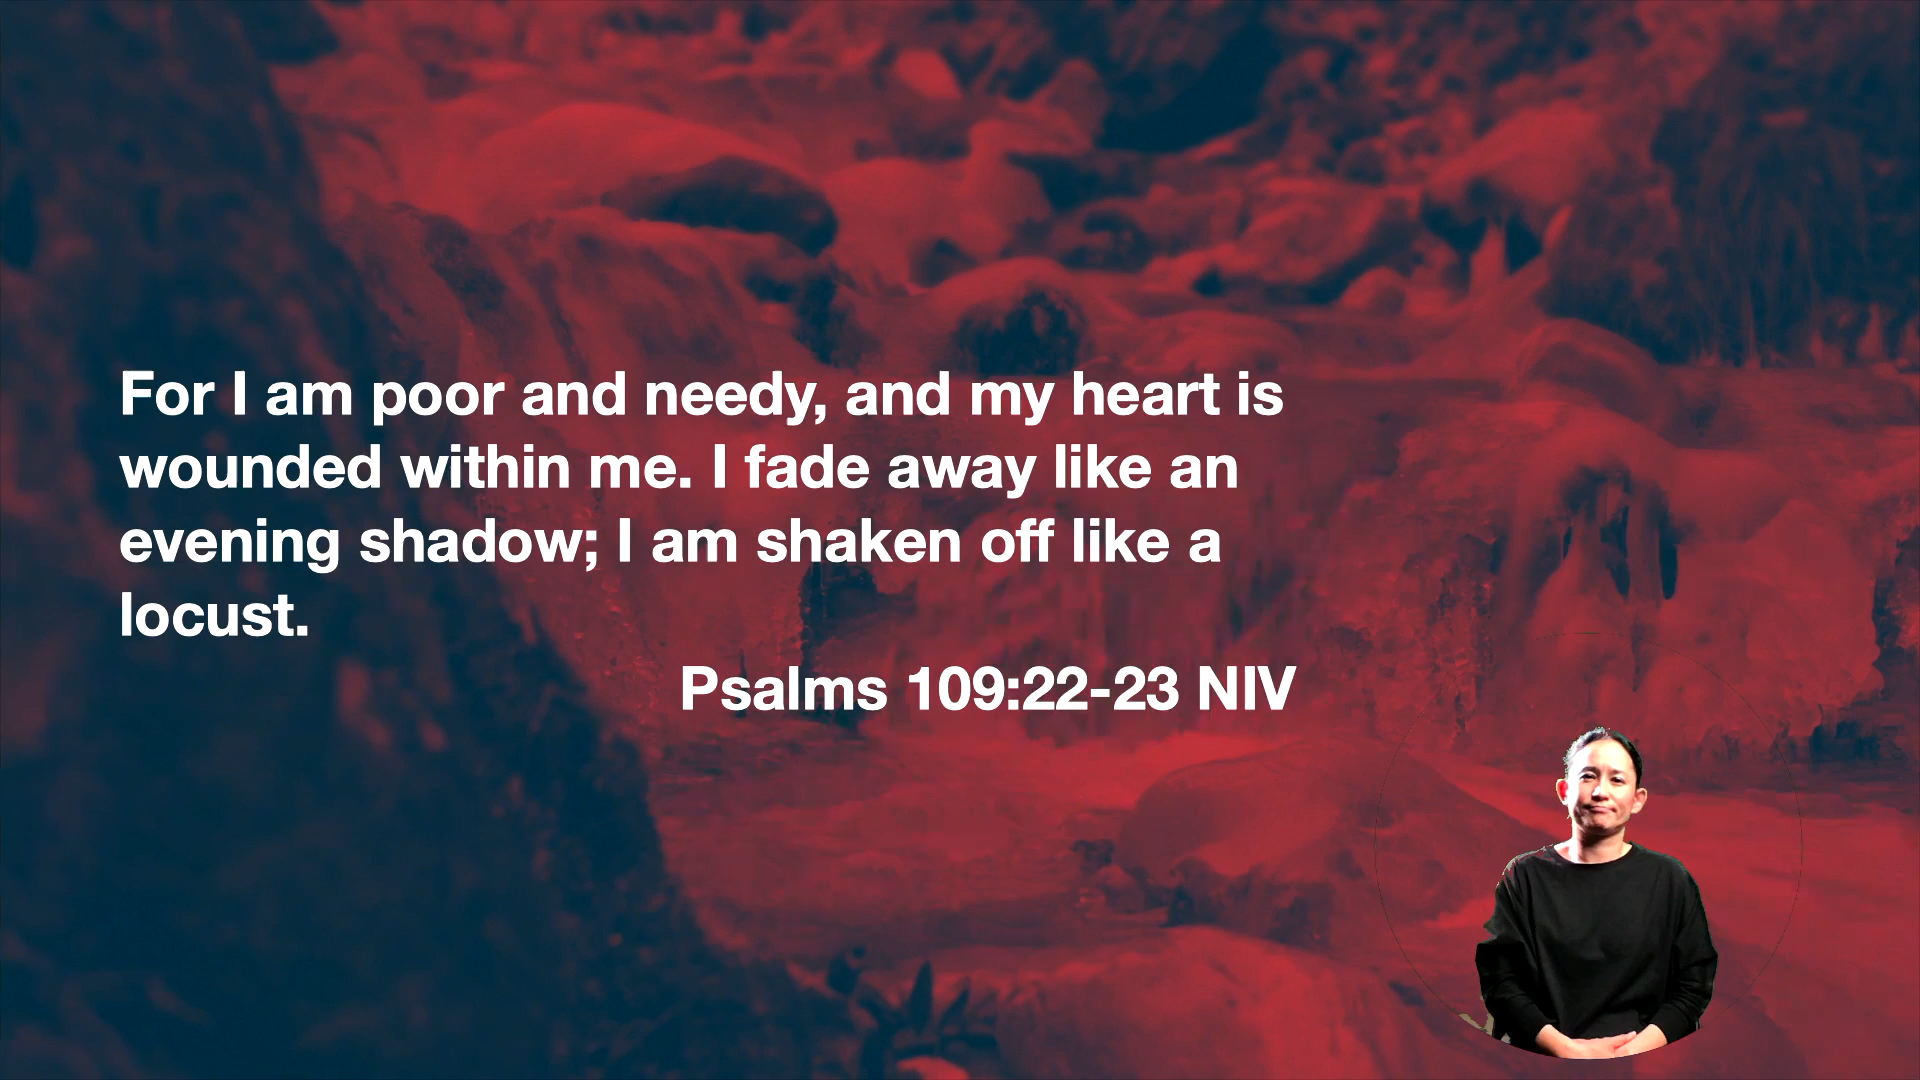 For I am poor and needy, and my heart is
wounded within me. I fade away like an
evening shadow; I am shaken off like a
locust.
Psalms 109:22-23 NIV